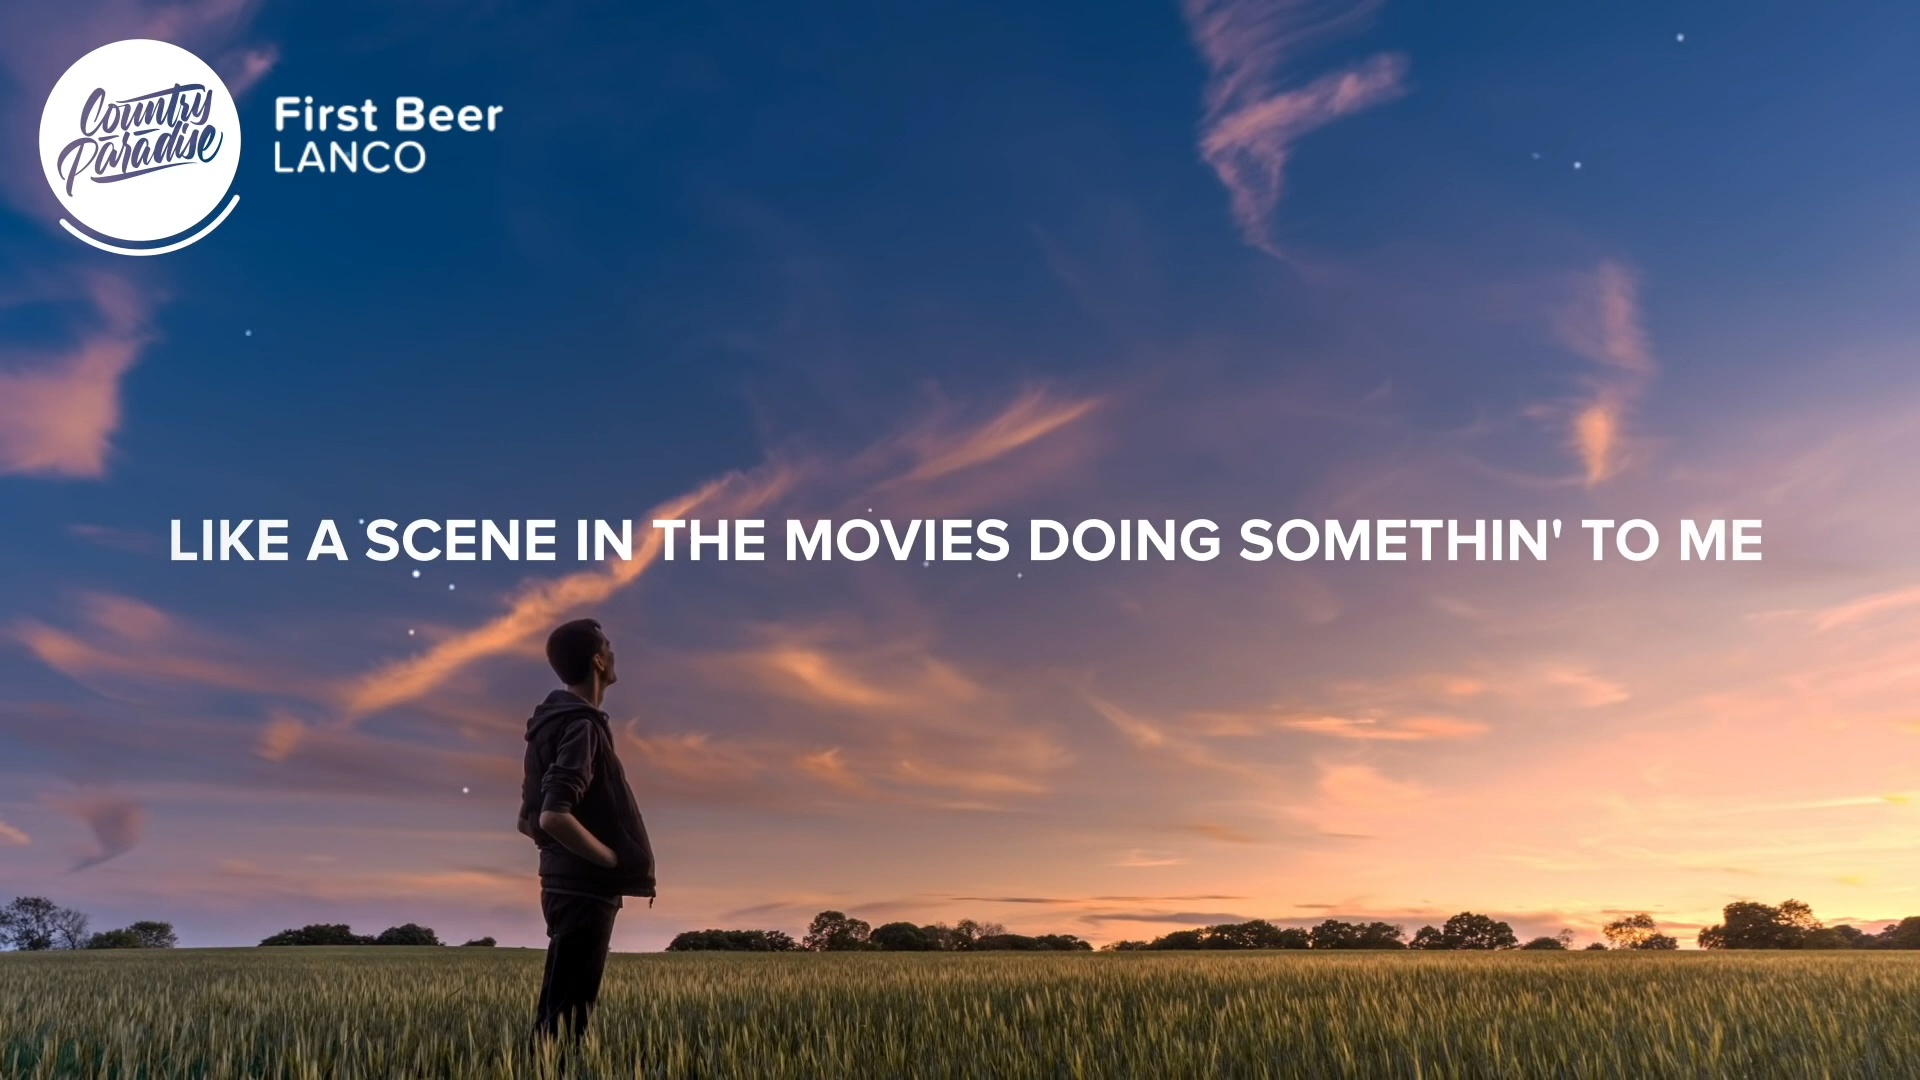 Country
Paradise
First Beer
LANCO
LIKE A SCENE IN THE MOVIES DOING SOMETHIN' TO ME